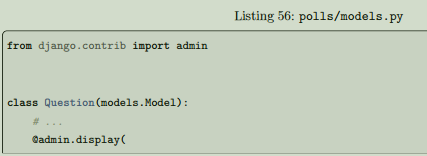 Listing 56: polls/models.py
from django.contrib import admin
class Question(models.Model):
    # ...
    @admin.display(